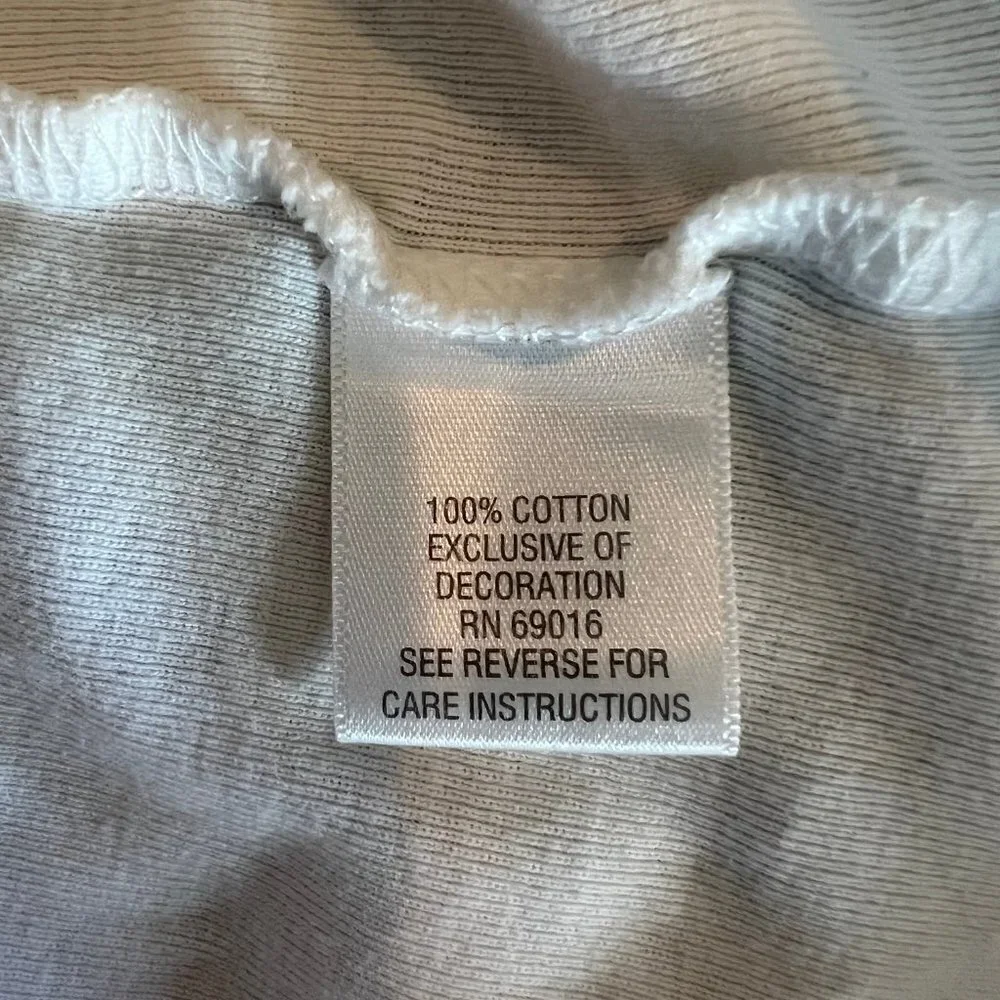 100% COTTON
EXCLUSIVE OF
DECORATION
RN 69016
SEE REVERSE FOR
CARE INSTRUCTIONS